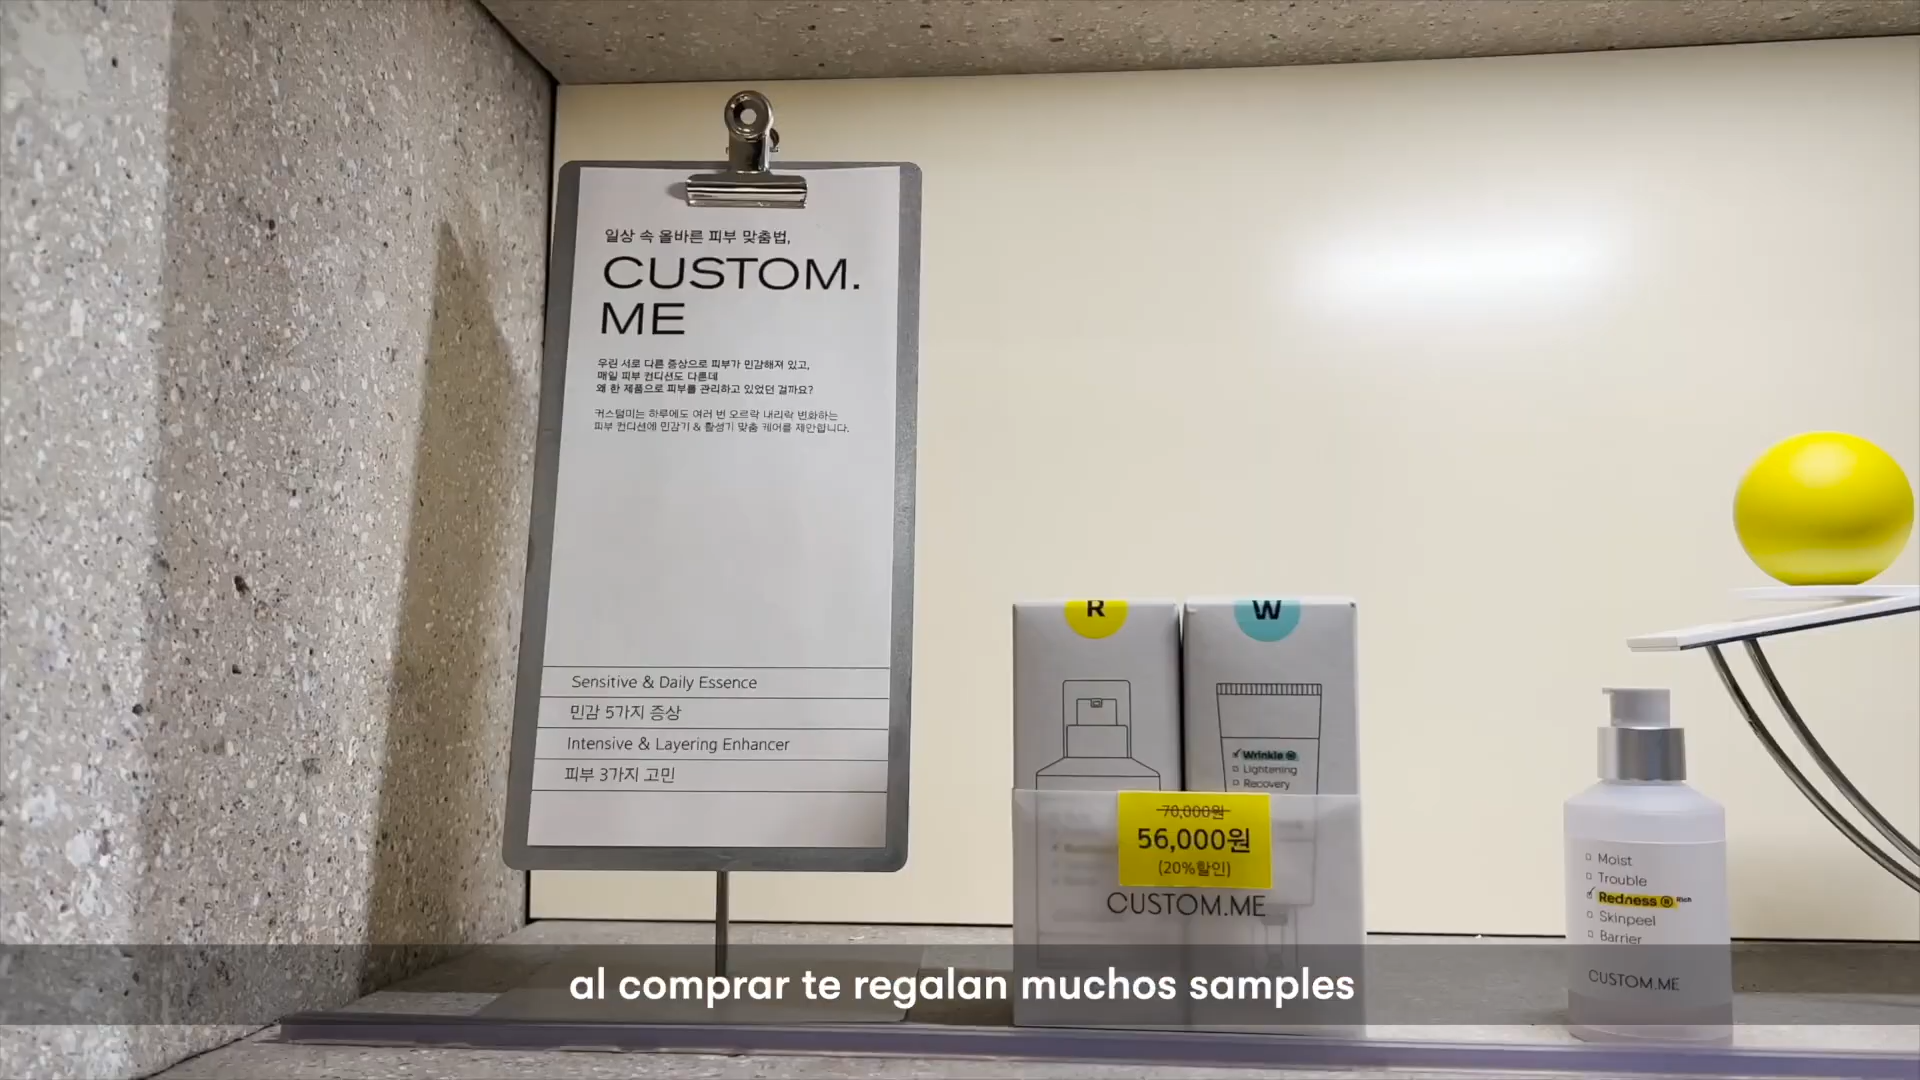 일상 속 올바른 피부 맞춤법,
CUSTOM.
ME
우린 서로 다른 증상으로 피부가 민감해져 있고,
매일 피부 컨디션도 다른데
왜 한 제품으로 피부를 관리하고 있었던 걸까요?
커스텀미는 하루에도 여러 번 오르락 내리락 변화하는
피부 컨디션에 민감기 & 활성기 맞춤 케어를 제안합니다.
Sensitive & Daily Essence
민감 5가지 증상
Intensive & Layering Enhancer
피부 3가지 고민
R
W
Wrinkle W
Lightening
Recovery
70,000원
56,000원
(20%할인)
CUSTOM.ME
Moist
Trouble
Redness R Rich
Skinpeel
Barrier
CUSTOM.ME
al comprar te regalan muchos samples